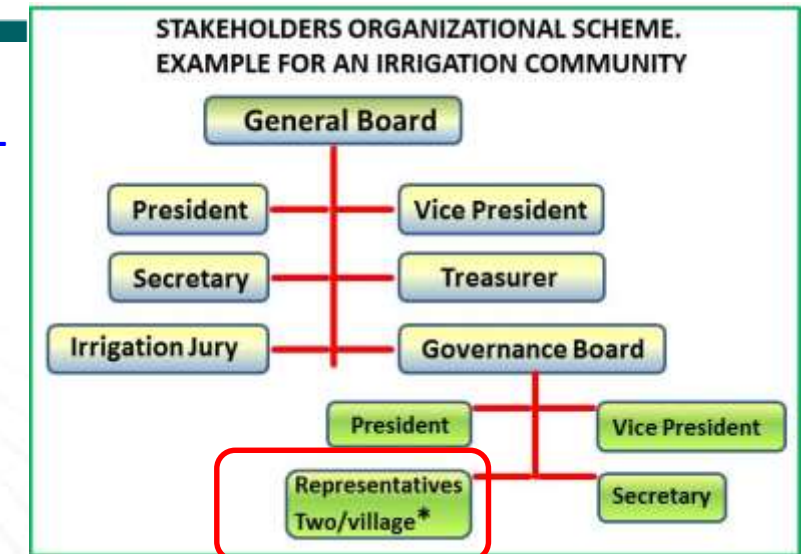 STAKEHOLDERS ORGANIZATIONAL SCHEME.
EXAMPLE FOR AN IRRIGATION COMMUNITY
General Board
President
Vice President
Secretary
Treasurer
Irrigation Jury
Governance Board
President
Vice President
Representatives
Two/village*
Secretary